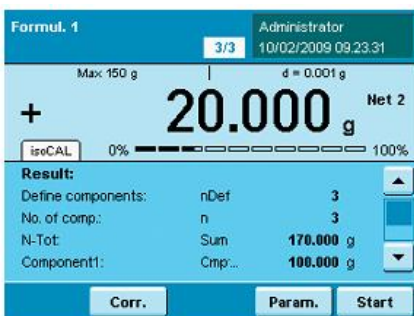 Formul. 1
3/3
Administrator
10/02/2009 09.23.31
Max 150 g
d = 0.001 g
+ 20.000 g
Net 2
isoCAL
0%
100%
Result:
Define components: nDef 3
No. of comp.: n 3
N-Tot: Sum 170.000 g
Component1: Cmp... 100.000 g
Corr.
Param.
Start